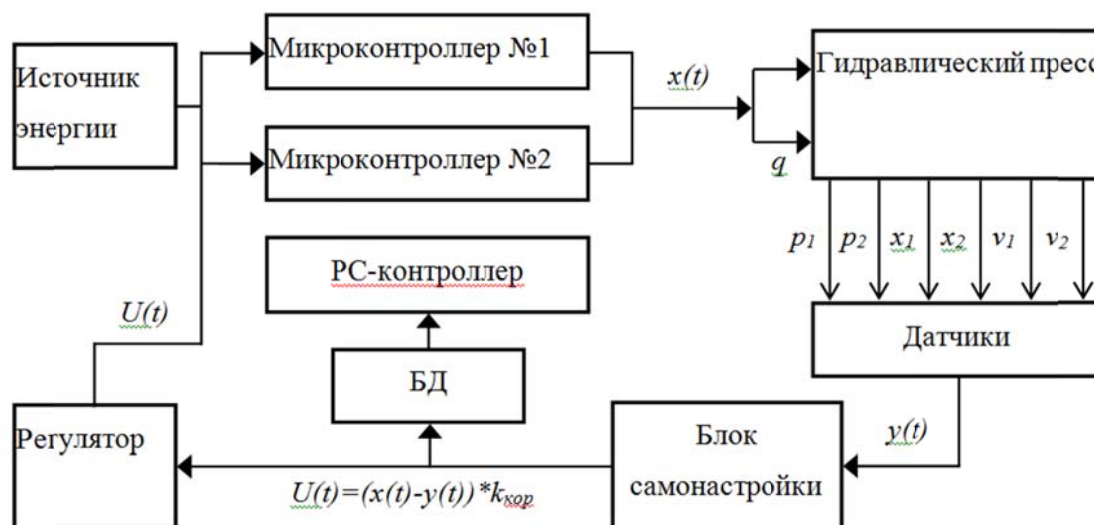 Источник
энергии
Микроконтроллер №1
Микроконтроллер №2
x(t)
q
Гидравлический пресс
p1 p2 x1 x2 v1 v2
Датчики
y(t)
Блок
самонастройки
U(t)=(x(t)-y(t))*kкор
БД
PC-контроллер
Регулятор
U(t)